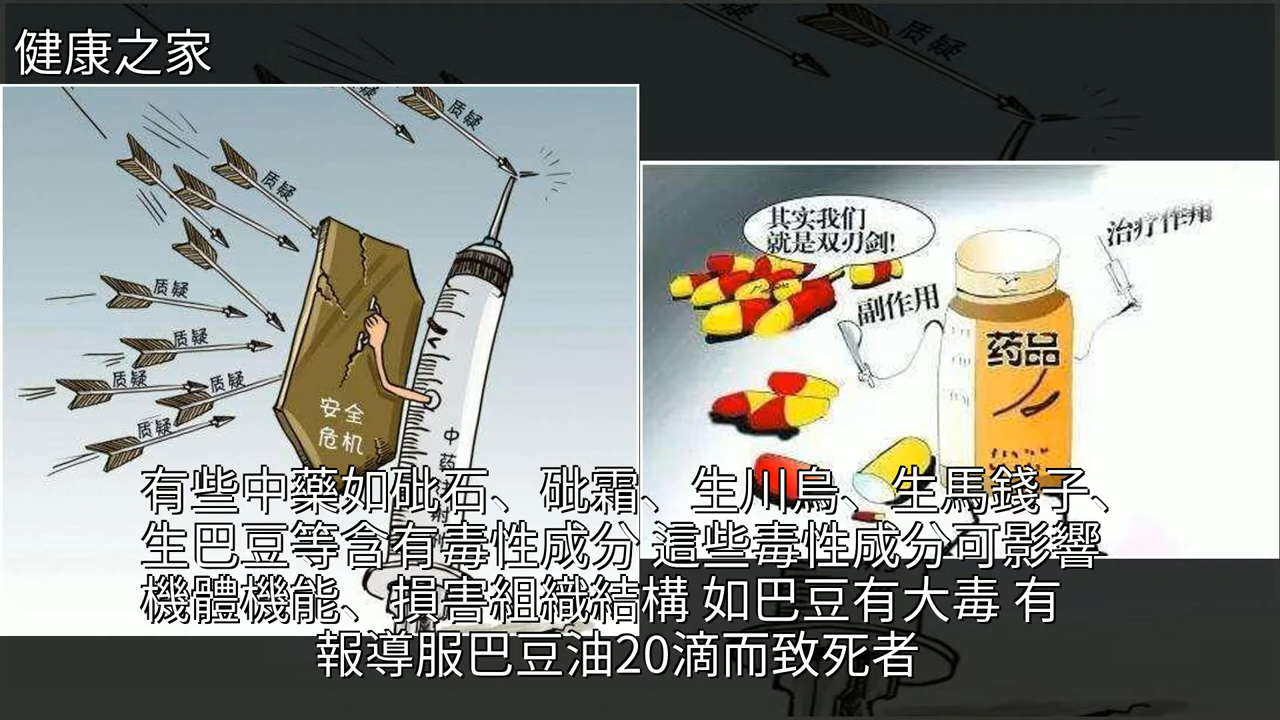 健康之家
质疑
质疑
质疑
质疑
质疑
质疑
质疑
质疑
质疑
安全
危机
中
药
射
其实我们
就是双刃剑!
副作用
治疗作用
药品
有些中藥如砒石、砒霜、生川烏、生馬錢子、
生巴豆等含有毒性成分 這些毒性成分可影響
機體機能、損害組織結構 如巴豆有大毒 有
報導服巴豆油20滴而致死者